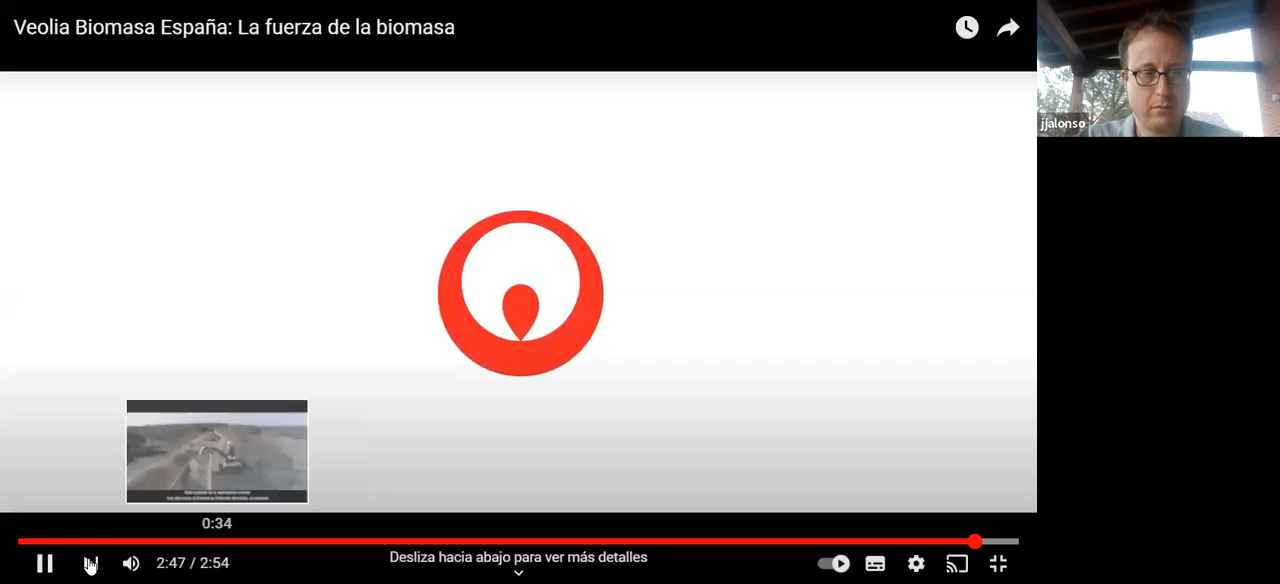 Veolia Biomasa España: La fuerza de la biomasa
jjalonso
0:34
2:47 / 2:54
Desliza hacia abajo para ver más detalles